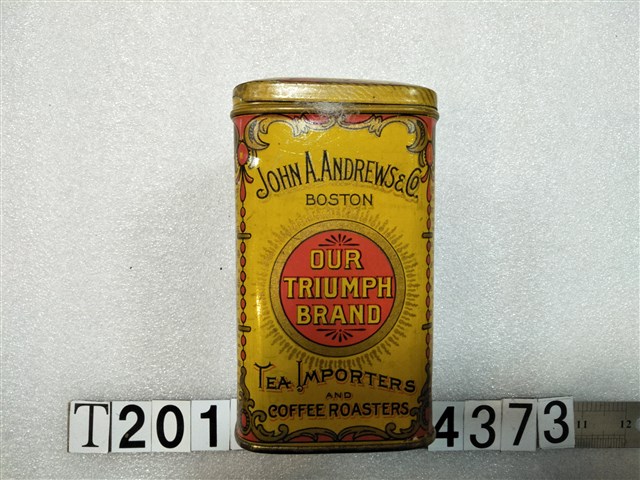 JOHN A. ANDREWS & CO.
BOSTON
OUR
TRIUMPH
BRAND
TEA IMPORTERS
AND
COFFEE ROASTERS
T201 4373
11 12